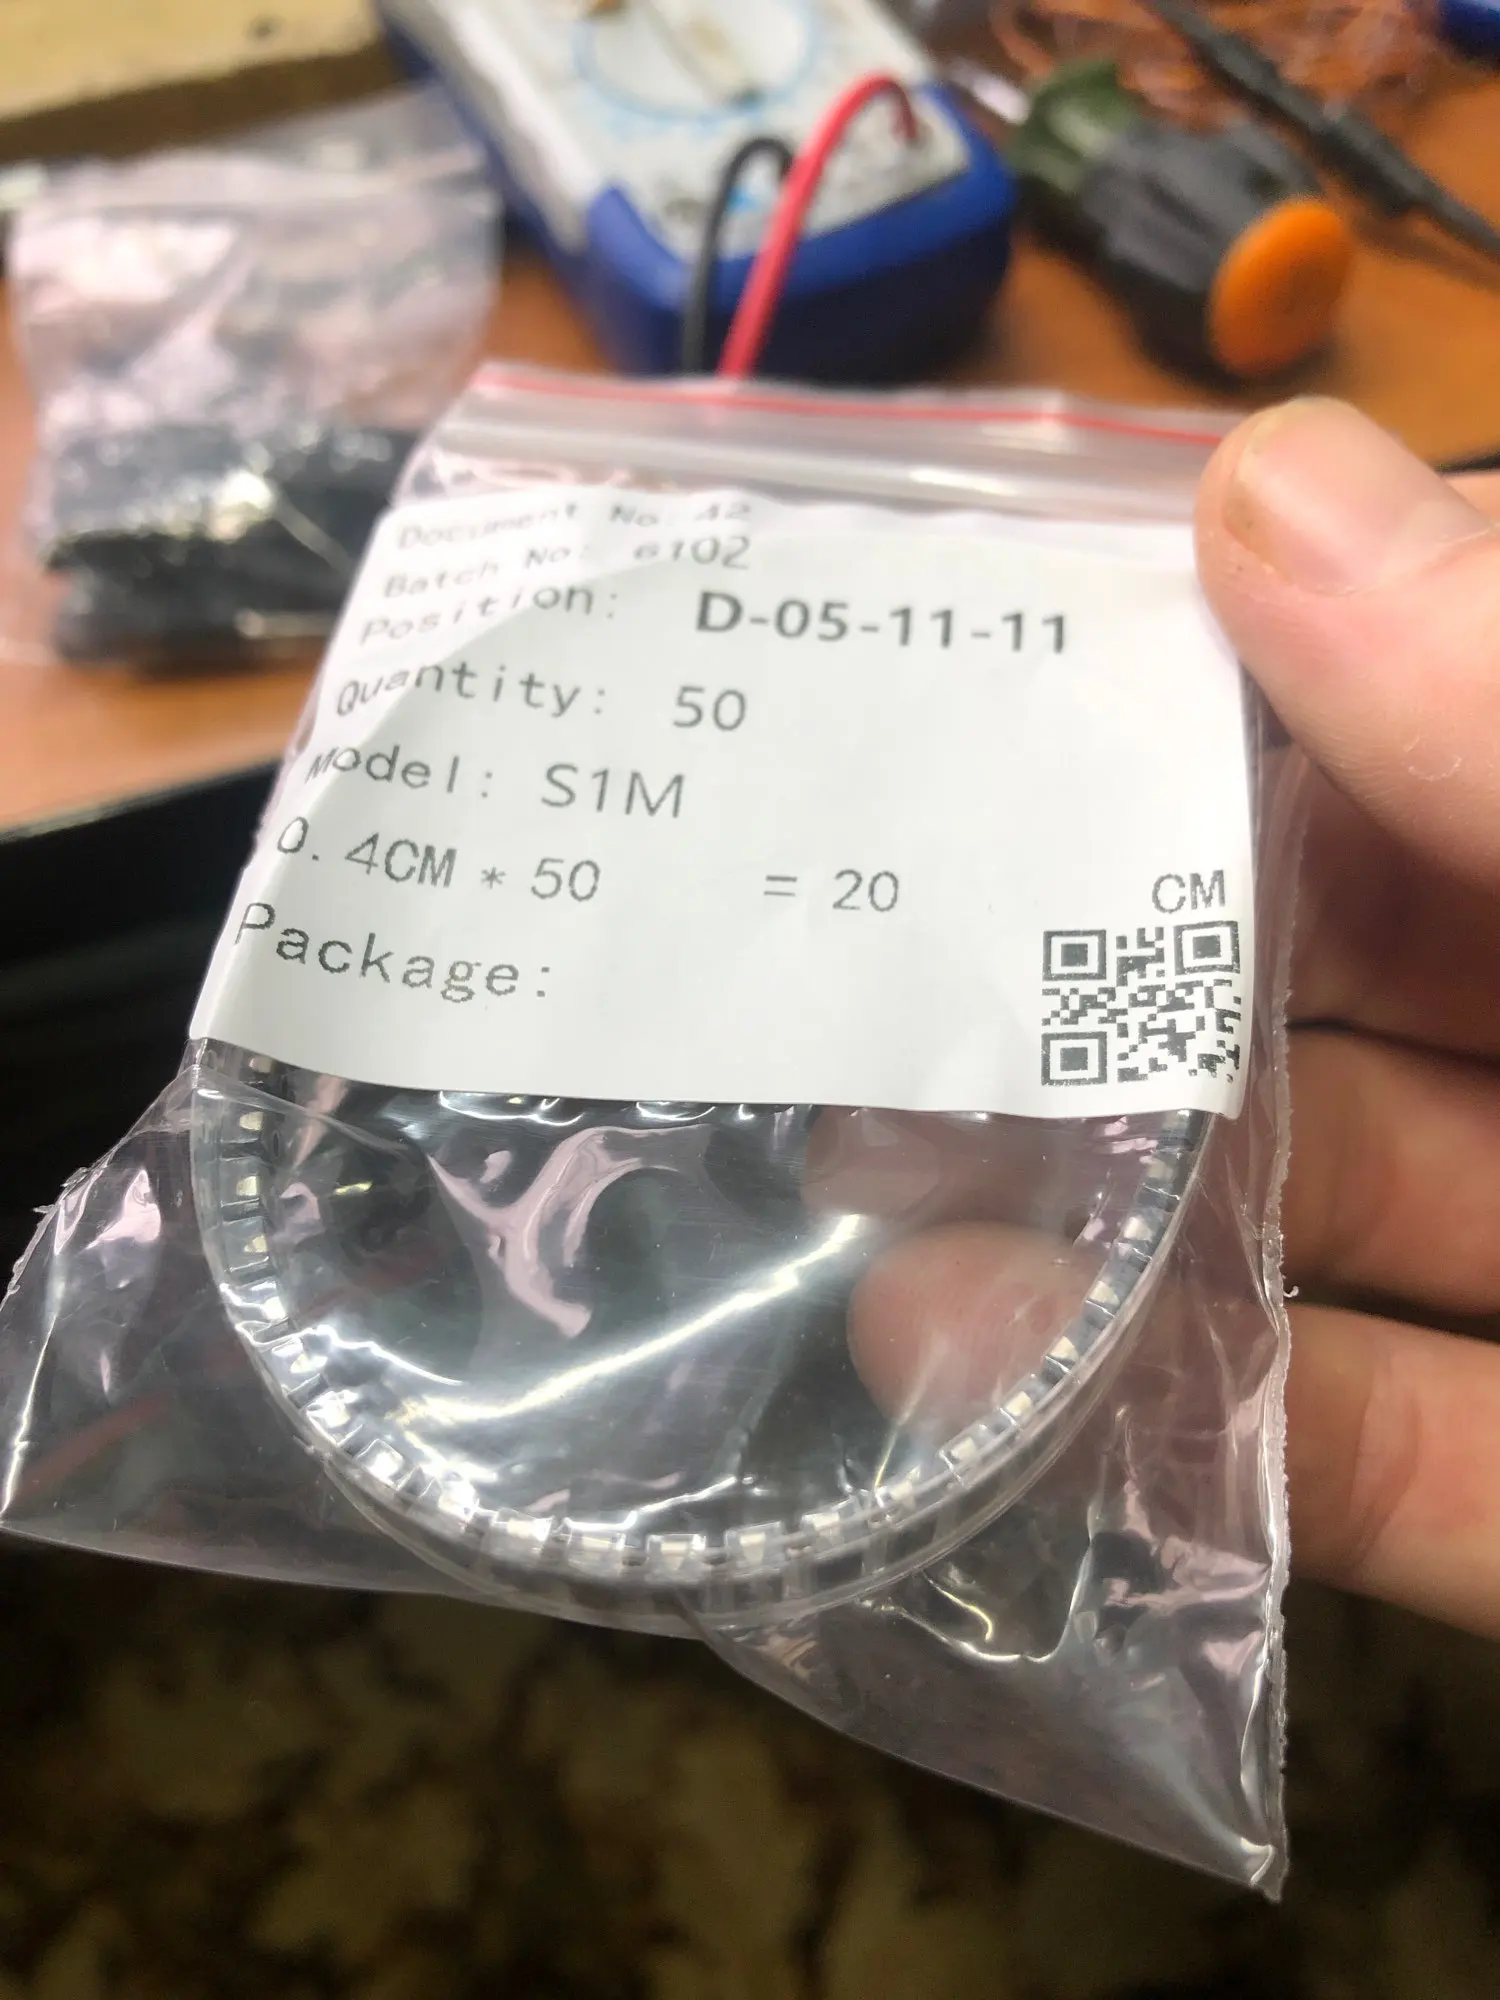 Document No: 42
Batch No: 6102
Position: D-05-11-11
Quantity: 50
Model: S1M
0.4CM * 50 = 20 CM
Package: